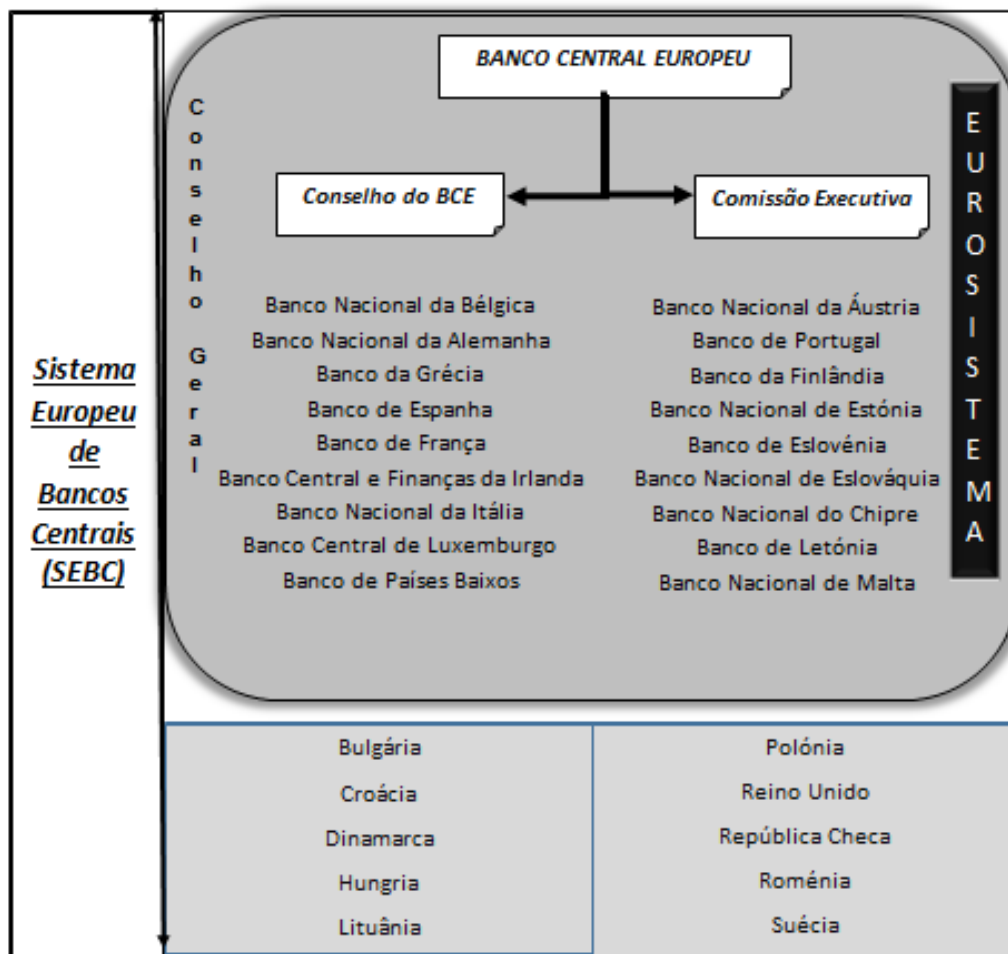 BANCO CENTRAL EUROPEU
Conselho Geral
EUROSISTEMA
Conselho do BCE
Comissão Executiva
Sistema
Europeu
de
Bancos
Centrais
(SEBC)
Banco Nacional da Bélgica
Banco Nacional da Alemanha
Banco da Grécia
Banco de Espanha
Banco de França
Banco Central e Finanças da Irlanda
Banco Nacional da Itália
Banco Central de Luxemburgo
Banco de Países Baixos
Banco Nacional da Áustria
Banco de Portugal
Banco da Finlândia
Banco Nacional de Estónia
Banco de Eslovénia
Banco Nacional de Eslováquia
Banco Nacional do Chipre
Banco de Letónia
Banco Nacional de Malta
Bulgária
Croácia
Dinamarca
Hungria
Lituânia
Polónia
Reino Unido
República Checa
Roménia
Suécia